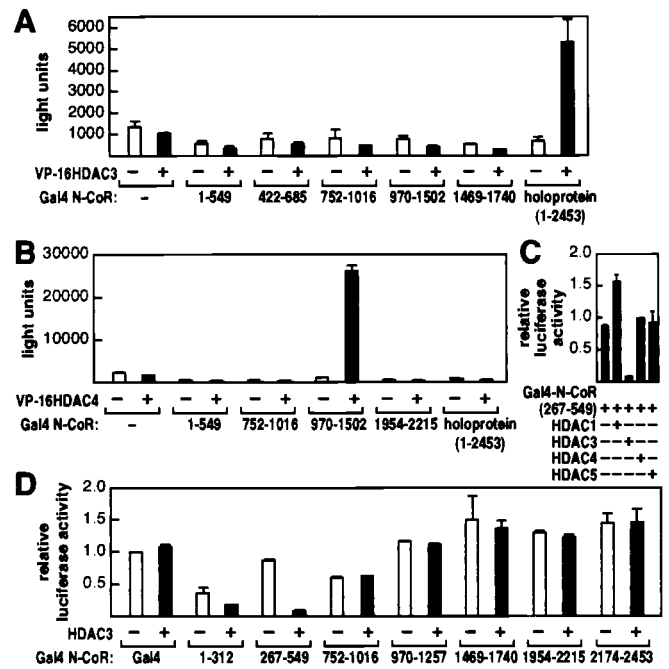 A
light units
6000
5000
4000
3000
2000
1000
VP-16HDAC3 – + – + – + – + – + – + – +
Gal4 N-CoR: – 1-549 422-685 752-1016 970-1502 1469-1740 holoprotein
(1-2453)
B
light units
30000
20000
10000
VP-16HDAC4 – + – + – + – + – + – +
Gal4 N-CoR: – 1-549 752-1016 970-1502 1954-2215 holoprotein
(1-2453)
C
relative
luciferase
activity
2.0
1.5
1.0
0.5
Gal4-N-CoR
(267-549) +++++
HDAC1 –+–––
HDAC3 ––+––
HDAC4 –––+–
HDAC5 ––––+
D
relative
luciferase activity
2.0
1.5
1.0
0.5
HDAC3 – + – + – + – + – + – + – + – +
Gal4 N-CoR: Gal4 1-312 267-549 752-1016 970-1257 1469-1740 1954-2215 2174-2453